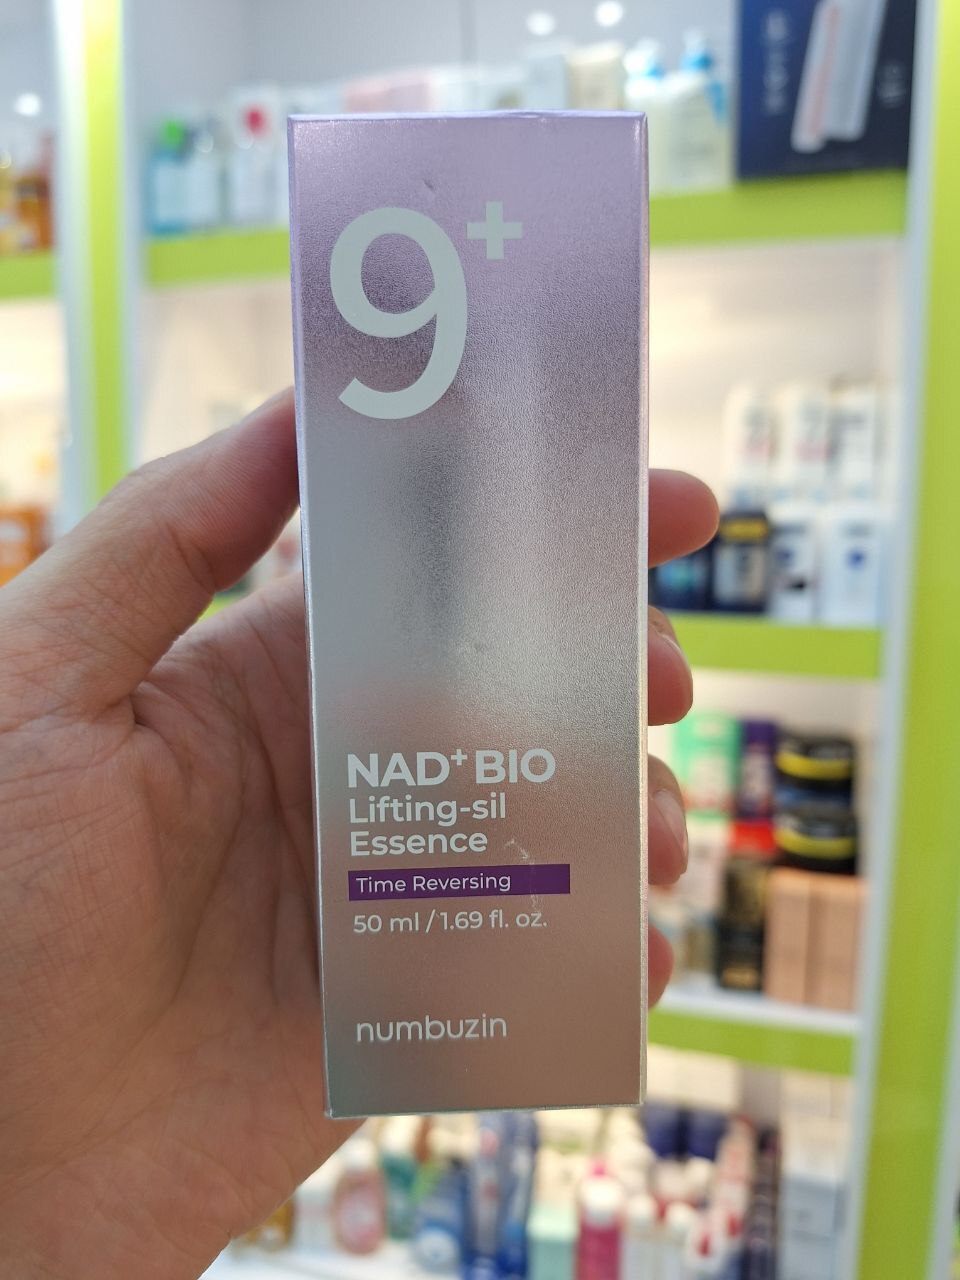 9+
NAD+ BIO
Lifting-sil
Essence
Time Reversing
50 ml / 1.69 fl. oz.
numbuzin